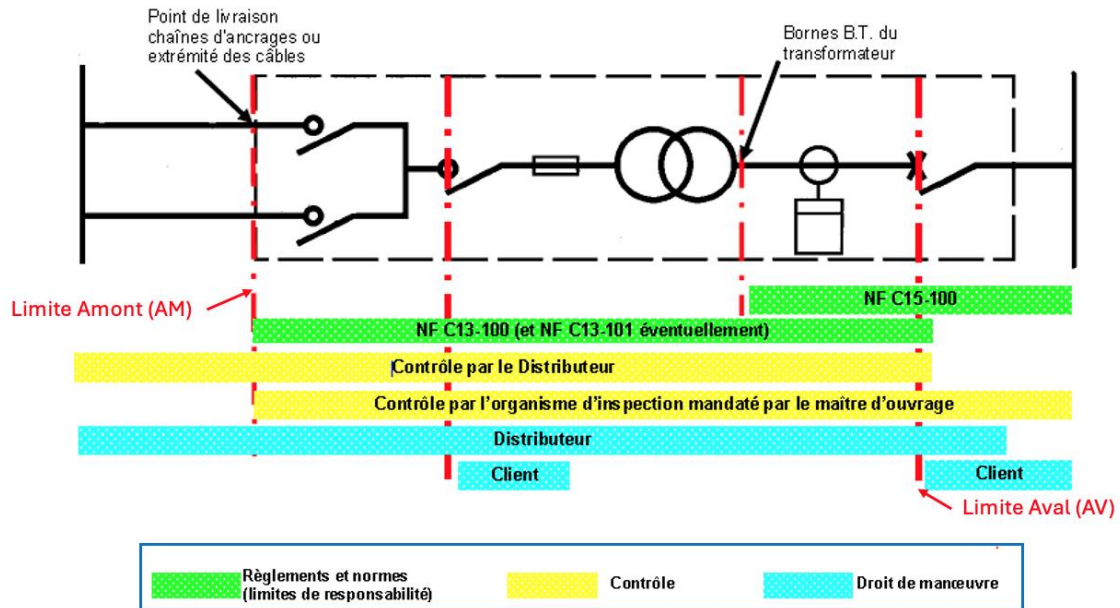 Point de livraison
chaînes d'ancrages ou
extrémité des câbles
Bornes B.T. du
transformateur
Limite Amont (AM)
NF C15-100
NF C13-100 (et NF C13-101 éventuellement)
Contrôle par le Distributeur
Contrôle par l'organisme d'inspection mandaté par le maître d'ouvrage
Distributeur
Client
Client
Limite Aval (AV)
Règlements et normes
(limites de responsabilité)
Contrôle
Droit de manœuvre